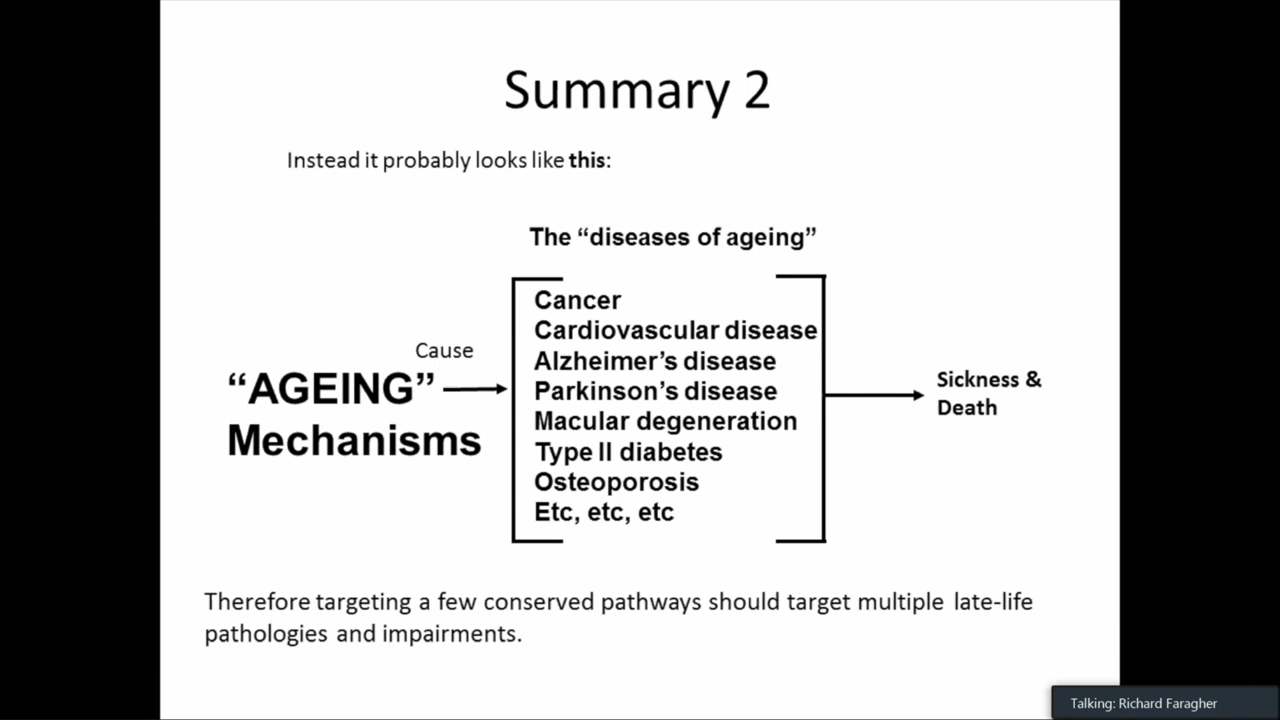 Summary 2
Instead it probably looks like this:
The “diseases of ageing”
Cause
“AGEING”
Mechanisms
Cancer
Cardiovascular disease
Alzheimer’s disease
Parkinson’s disease
Macular degeneration
Type II diabetes
Osteoporosis
Etc, etc, etc
Sickness &
Death
Therefore targeting a few conserved pathways should target multiple late-life
pathologies and impairments.
Talking: Richard Faragher